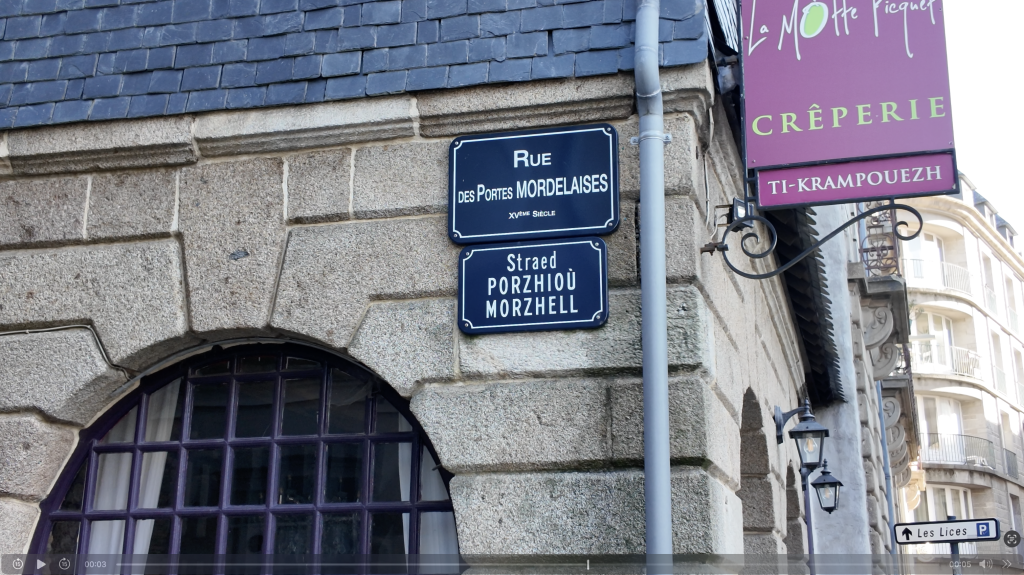 La Motte Picquet
CRÊPERIE
TI-KRAMPOUEZH
RUE
DES PORTES MORDELAISES
XVÈME SIÈCLE
Straed
PORZHIOÙ
MORZHELL
Les Lices P
00:03
00:05